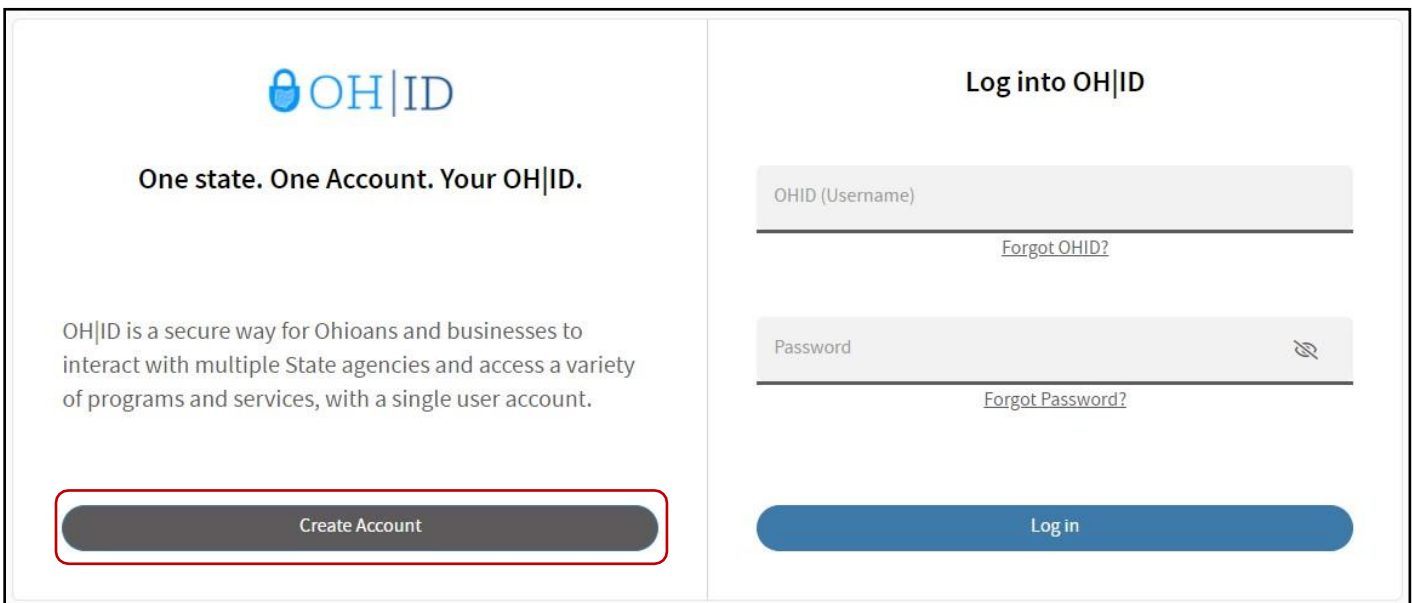 OH|ID
One state. One Account. Your OH|ID.
OH|ID is a secure way for Ohioans and businesses to
interact with multiple State agencies and access a variety
of programs and services, with a single user account.
Create Account
Log into OH|ID
OHID (Username)
Forgot OHID?
Password
Forgot Password?
Log in